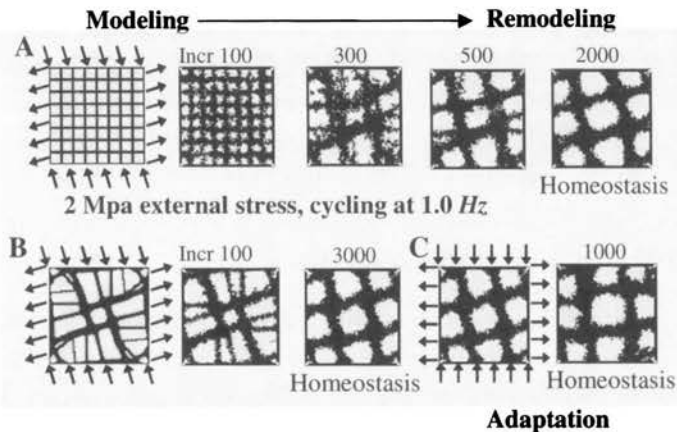 Modeling Remodeling
A Incr 100 300 500 2000
Homeostasis
2 Mpa external stress, cycling at 1.0 Hz
B Incr 100 3000 C 1000
Homeostasis
Adaptation